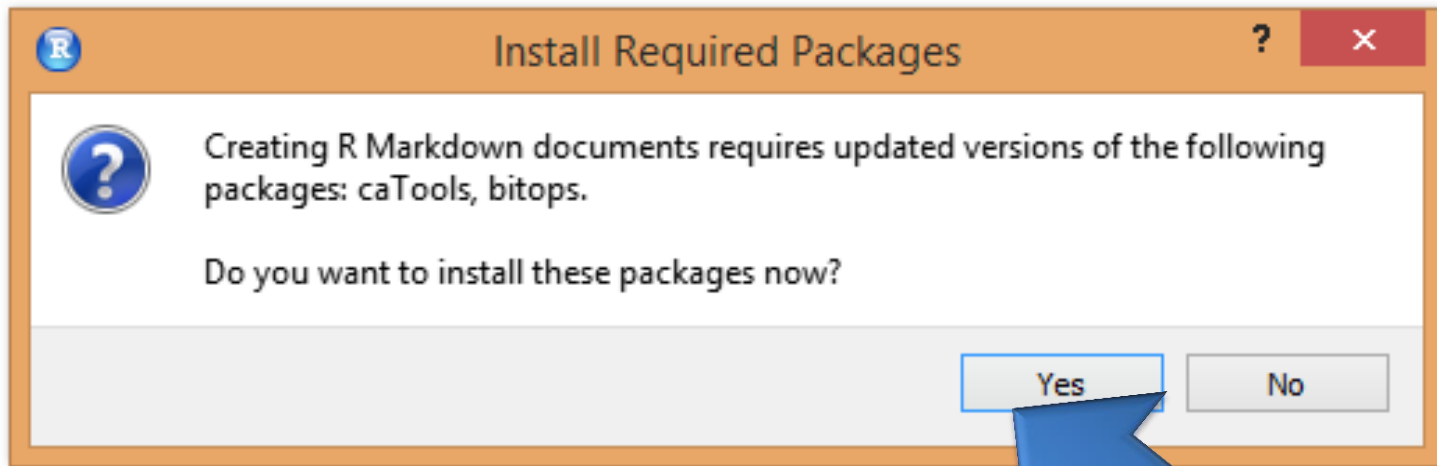 R
Install Required Packages
?
×
?
Creating R Markdown documents requires updated versions of the following
packages: caTools, bitops.
Do you want to install these packages now?
Yes
No